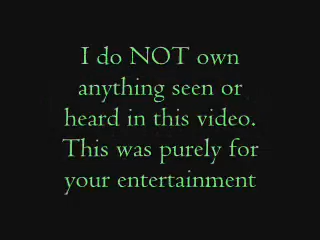 I do NOT own
anything seen or
heard in this video.
This was purely for
your entertainment